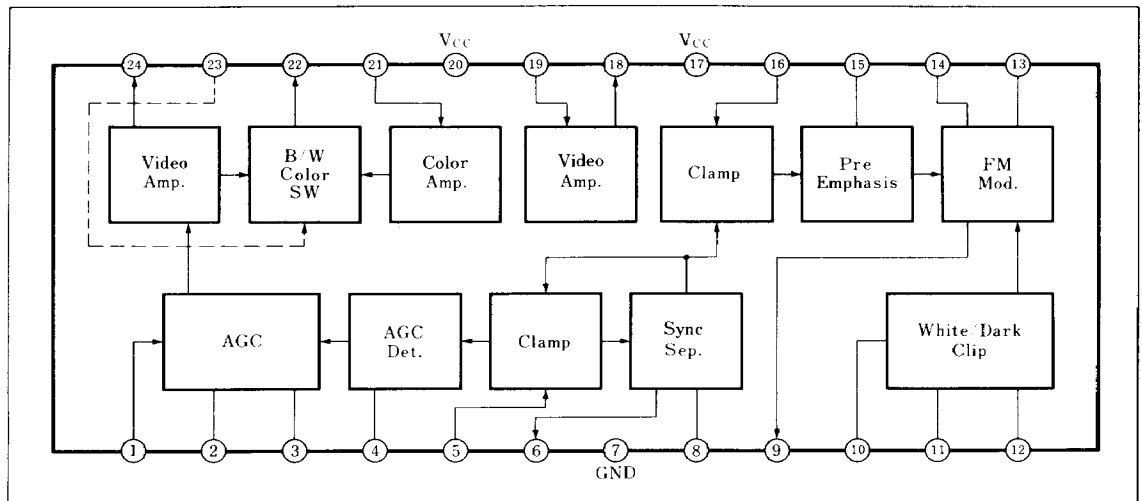 VCC VCC
24 23 22 21 20 19 18 17 16 15 14 13
Video
Amp.
B/W
Color
SW
Color
Amp.
Video
Amp.
Clamp
Pre
Emphasis
FM
Mod.
AGC
AGC
Det.
Clamp
Sync
Sep.
White/Dark
Clip
1 2 3 4 5 6 7 8 9 10 11 12
GND